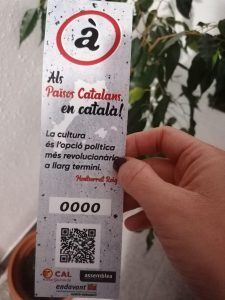 à
Als
Països Catalans,
en català!
La cultura
és l'opció política
més revolucionària
a llarg termini.
Montserrat Roig
0000
CAL
assemblea
endavant